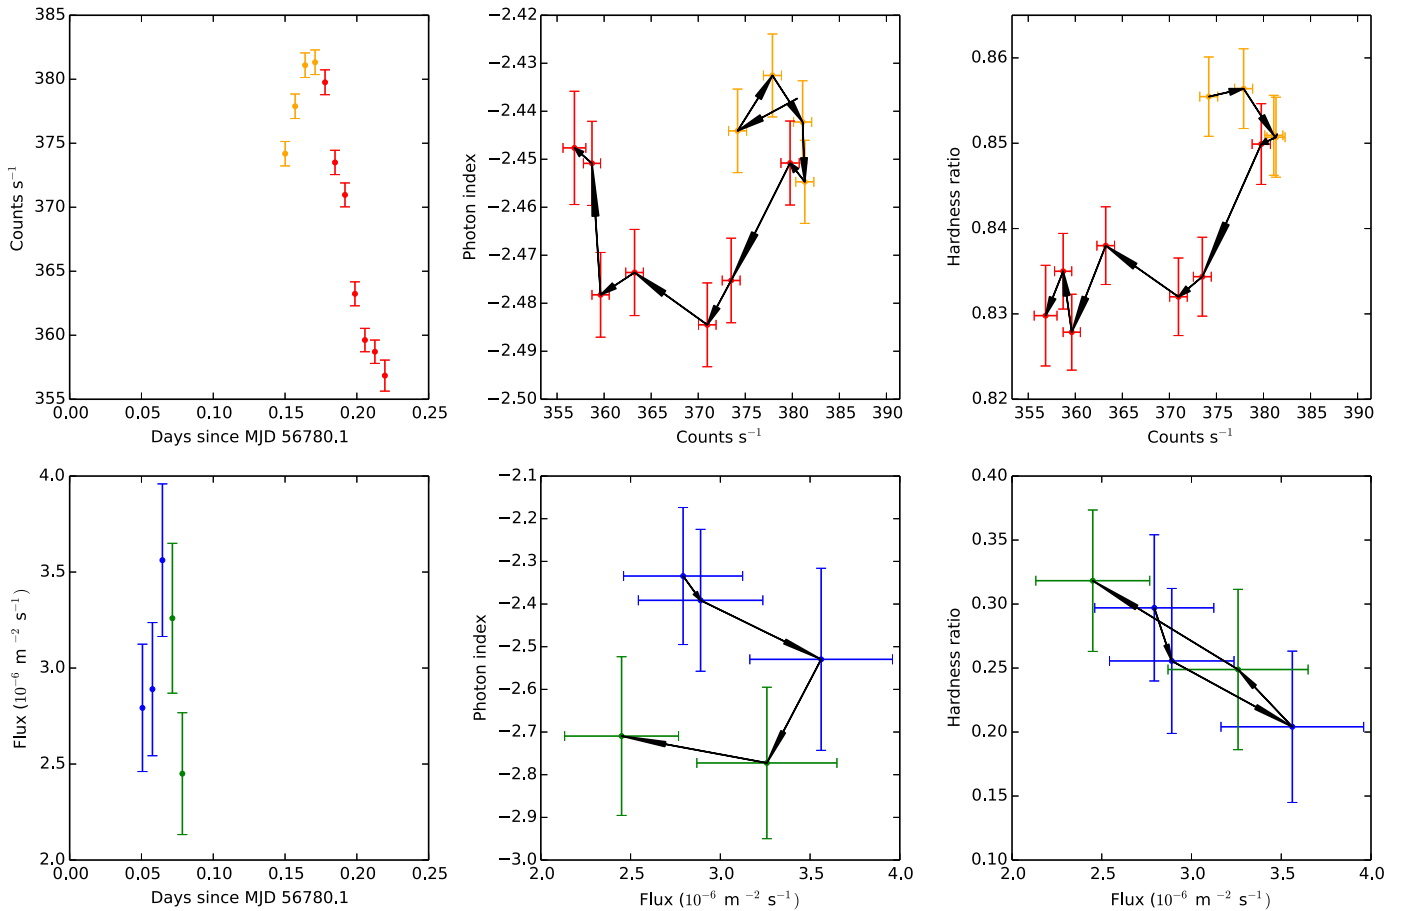 385
380
375
370
365
360
355
Counts s⁻¹
0.00 0.05 0.10 0.15 0.20 0.25
Days since MJD 56780.1
−2.42
−2.43
−2.44
−2.45
−2.46
−2.47
−2.48
−2.49
−2.50
Photon index
355 360 365 370 375 380 385 390
Counts s⁻¹
0.86
0.85
0.84
0.83
0.82
Hardness ratio
355 360 365 370 375 380 385 390
Counts s⁻¹
4.0
3.5
3.0
2.5
2.0
Flux (10⁻⁶ m⁻² s⁻¹)
0.00 0.05 0.10 0.15 0.20 0.25
Days since MJD 56780.1
−2.1
−2.2
−2.3
−2.4
−2.5
−2.6
−2.7
−2.8
−2.9
−3.0
Photon index
2.0 2.5 3.0 3.5 4.0
Flux (10⁻⁶ m⁻² s⁻¹)
0.40
0.35
0.30
0.25
0.20
0.15
0.10
Hardness ratio
2.0 2.5 3.0 3.5 4.0
Flux (10⁻⁶ m⁻² s⁻¹)